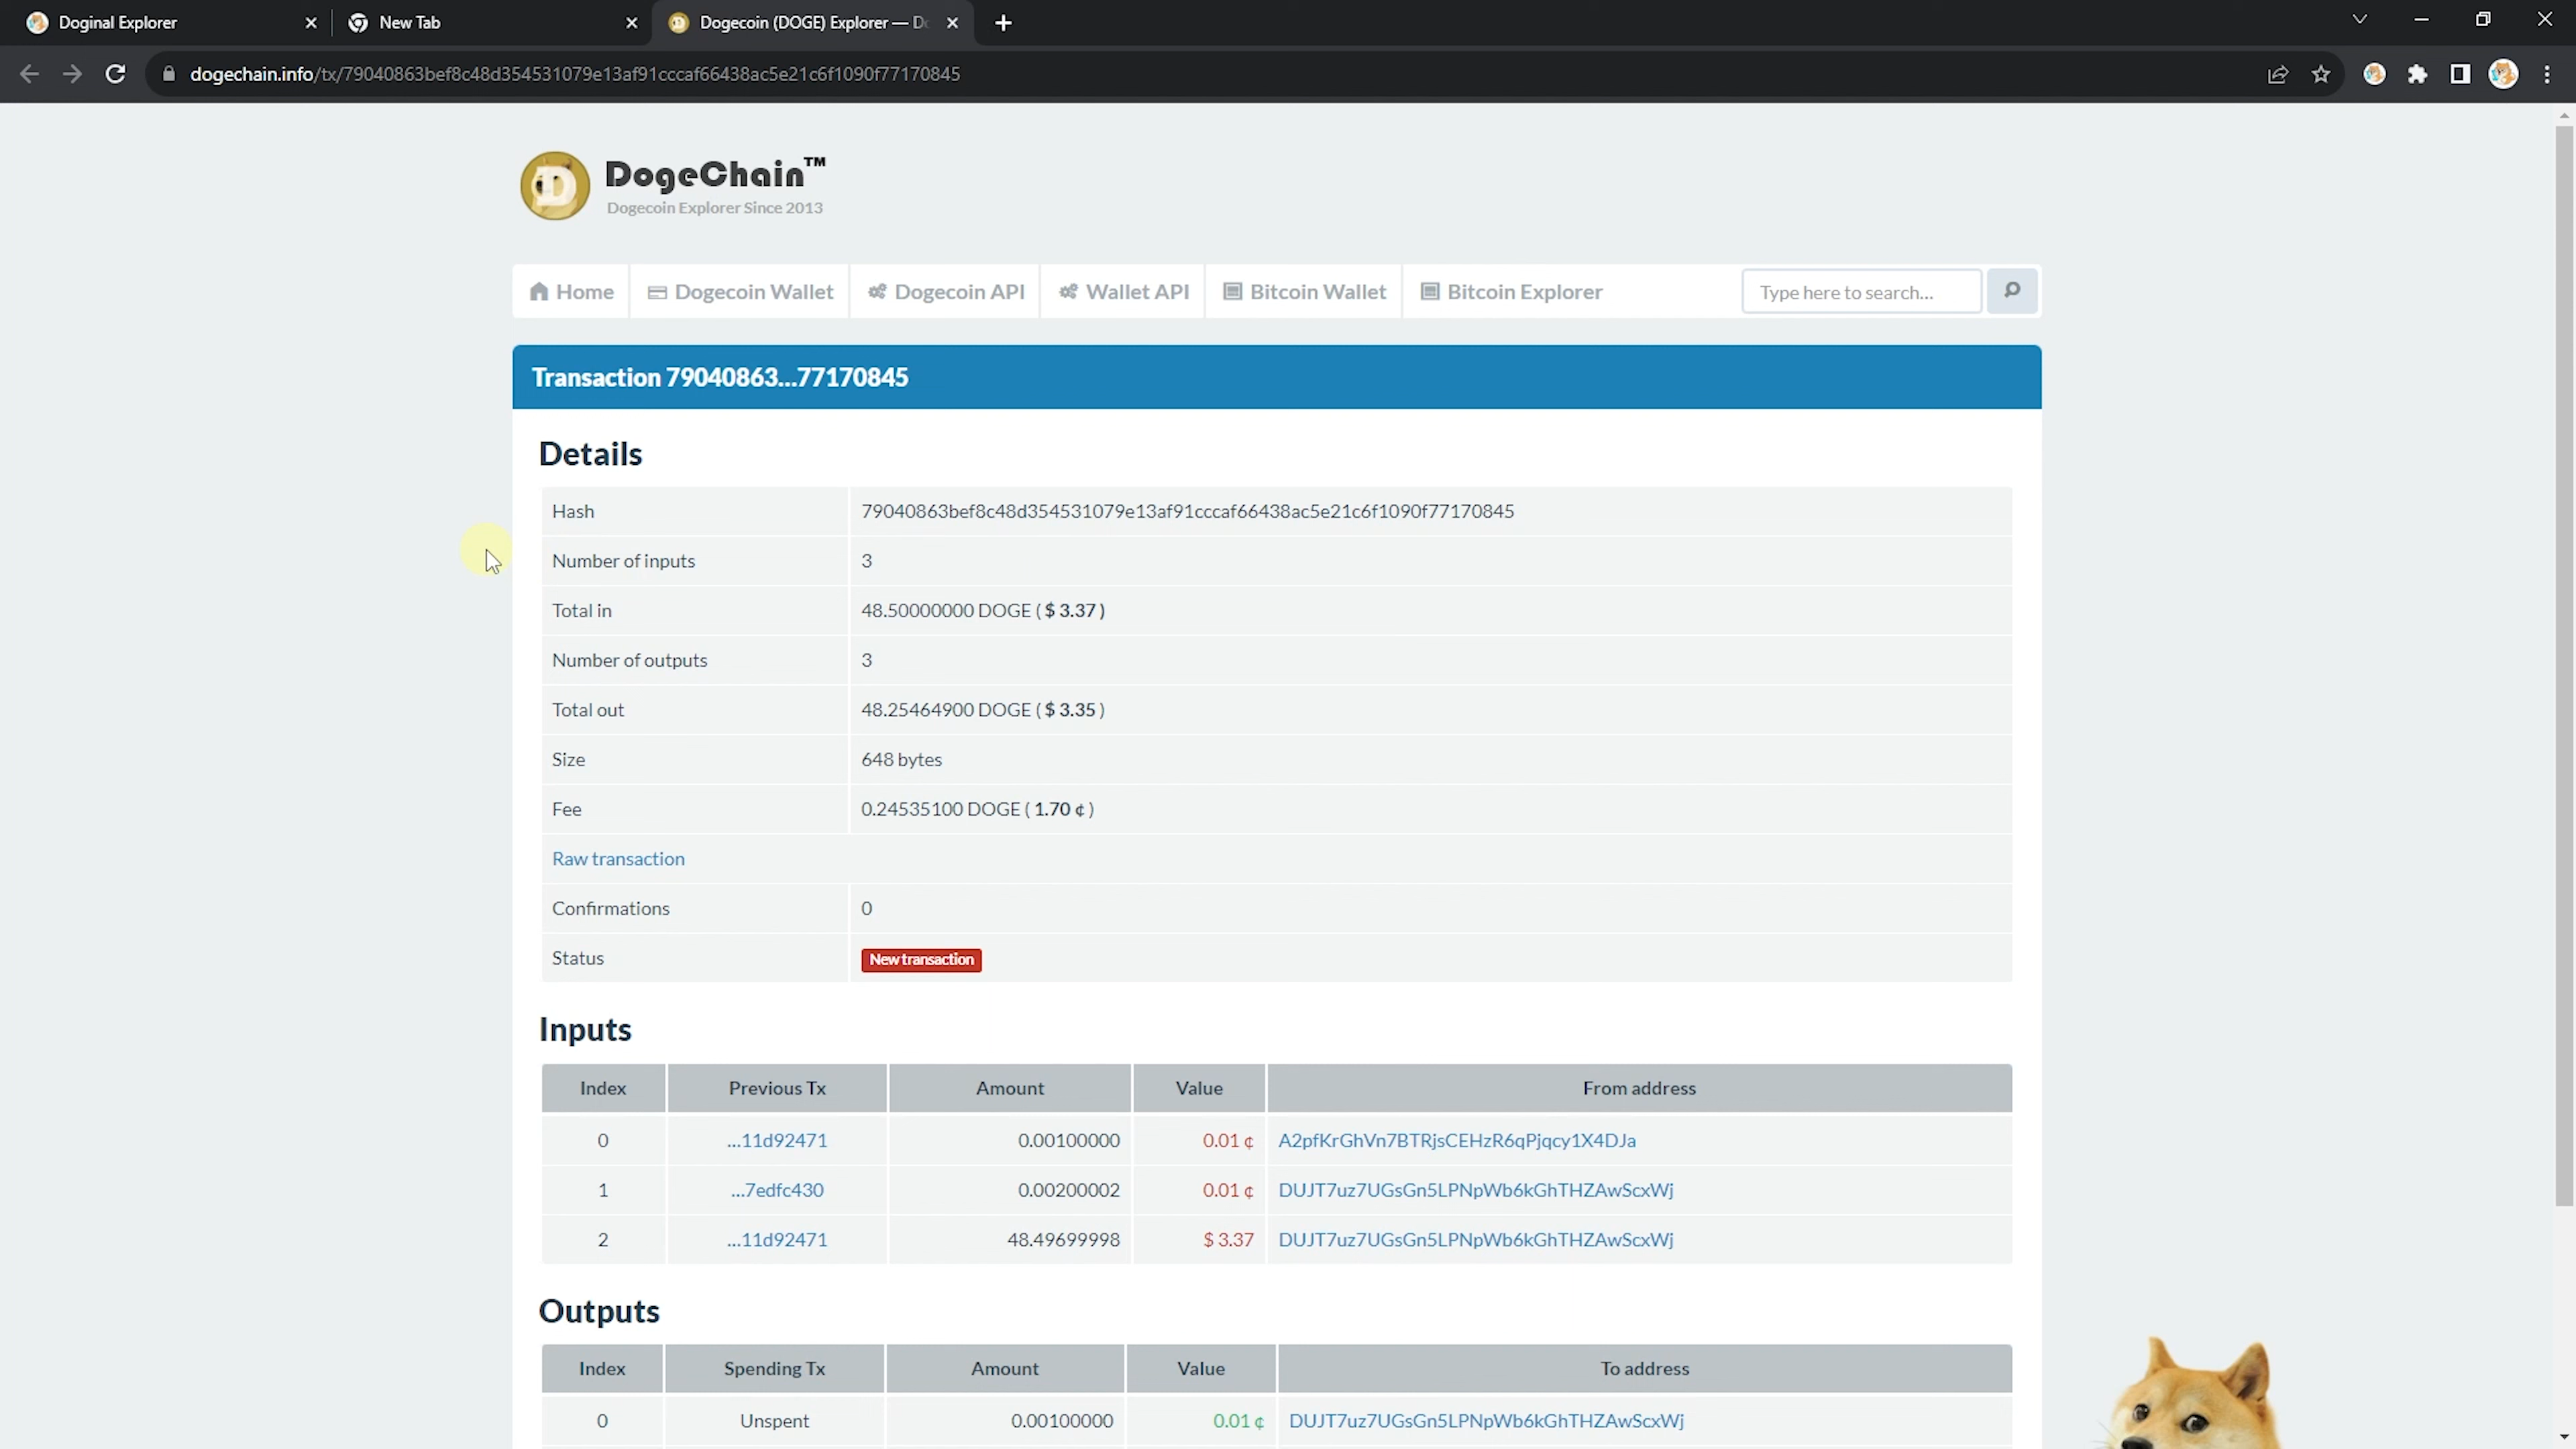 Doginal Explorer
New Tab
Dogecoin (DOGE) Explorer — D
dogechain.info/tx/79040863bef8c48d354531079e13af91cccaf66438ac5e21c6f1090f77170845
DogeChain™
Dogecoin Explorer Since 2013
Home Dogecoin Wallet Dogecoin API Wallet API Bitcoin Wallet Bitcoin Explorer Type here to search...
Transaction 79040863...77170845
Details
Hash 79040863bef8c48d354531079e13af91cccaf66438ac5e21c6f1090f77170845
Number of inputs 3
Total in 48.50000000 DOGE ( $ 3.37 )
Number of outputs 3
Total out 48.25464900 DOGE ( $ 3.35 )
Size 648 bytes
Fee 0.24535100 DOGE ( 1.70 ¢ )
Raw transaction
Confirmations 0
Status New transaction
Inputs
Index Previous Tx Amount Value From address
0 ...11d92471 0.00100000 0.01 ¢ A2pfKrGhVn7BTRjsCEHzR6qPjqcy1X4DJa
1 ...7edfc430 0.00200002 0.01 ¢ DUJT7uz7UGsGn5LPNpWb6kGhTHZAwScxWj
2 ...11d92471 48.49699998 $ 3.37 DUJT7uz7UGsGn5LPNpWb6kGhTHZAwScxWj
Outputs
Index Spending Tx Amount Value To address
0 Unspent 0.00100000 0.01 ¢ DUJT7uz7UGsGn5LPNpWb6kGhTHZAwScxWj